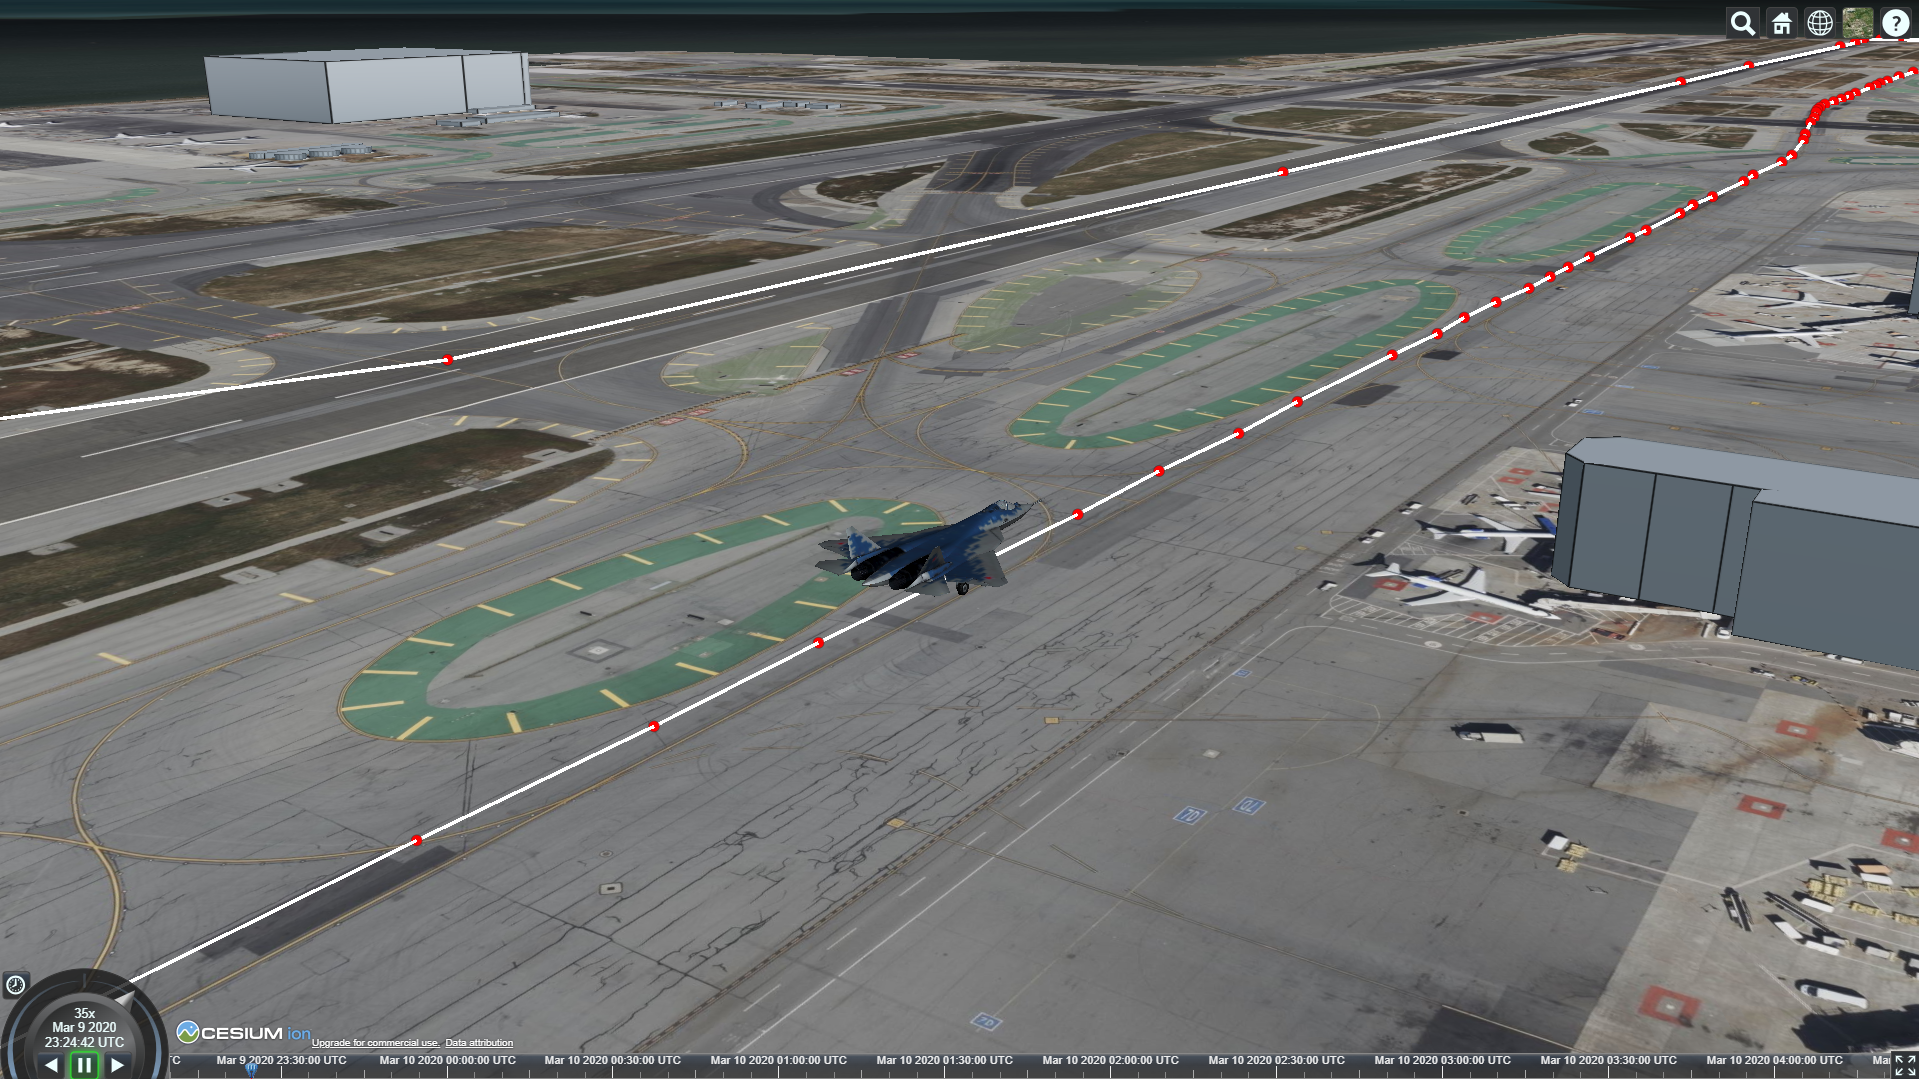 35x
Mar 9 2020
23:24:42 UTC
CESIUM ion
Upgrade for commercial use. Data attribution
Mar 9 2020 23:30:00 UTC Mar 10 2020 00:00:00 UTC Mar 10 2020 00:30:00 UTC Mar 10 2020 01:00:00 UTC Mar 10 2020 01:30:00 UTC Mar 10 2020 02:00:00 UTC Mar 10 2020 02:30:00 UTC Mar 10 2020 03:00:00 UTC Mar 10 2020 03:30:00 UTC Mar 10 2020 04:00:00 UTC